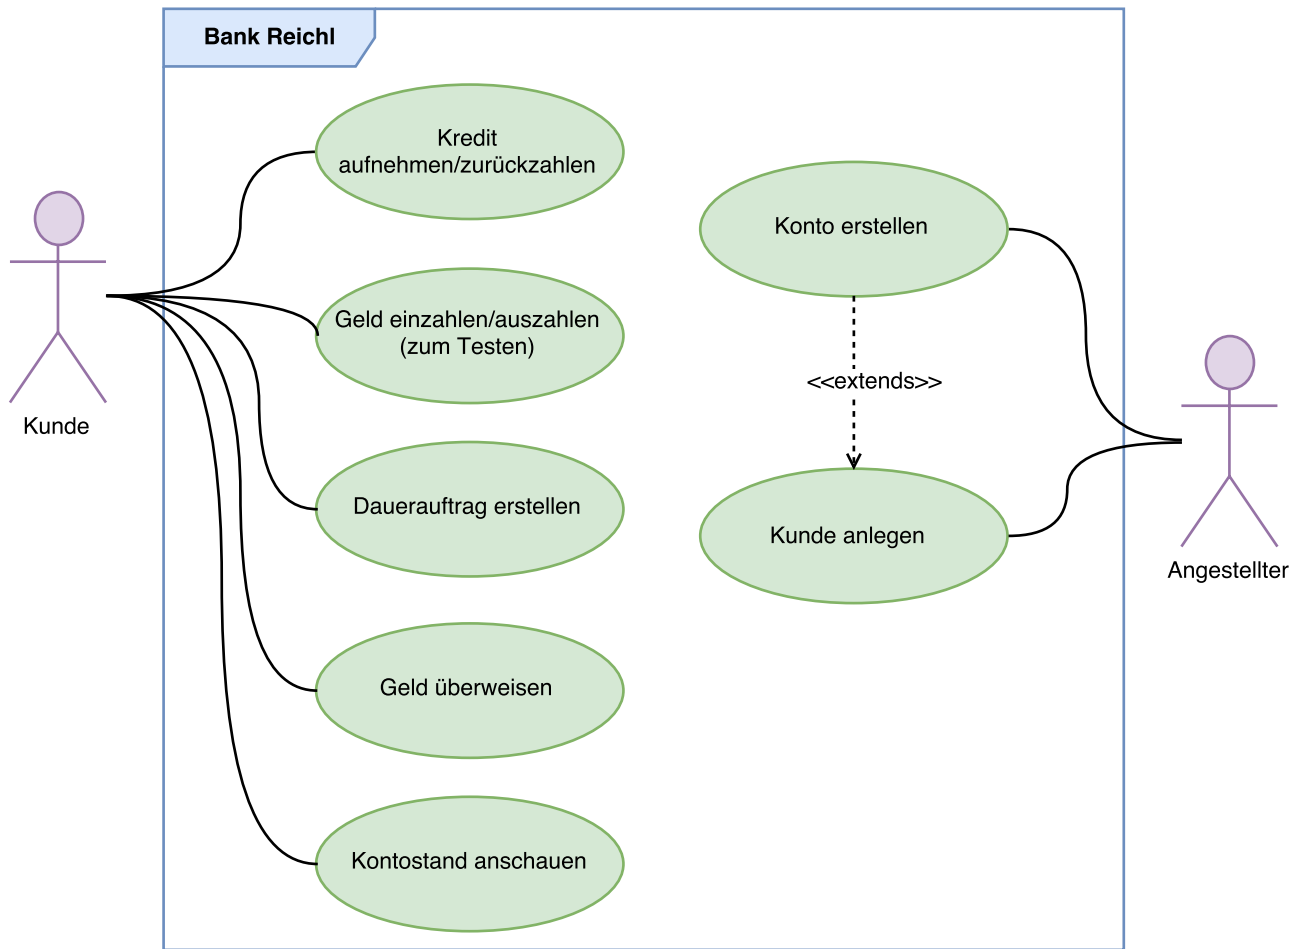 Bank Reichl
Kredit
aufnehmen/zurückzahlen
Konto erstellen
Geld einzahlen/auszahlen
(zum Testen)
<<extends>>
Kunde
Dauerauftrag erstellen
Kunde anlegen
Angestellter
Geld überweisen
Kontostand anschauen